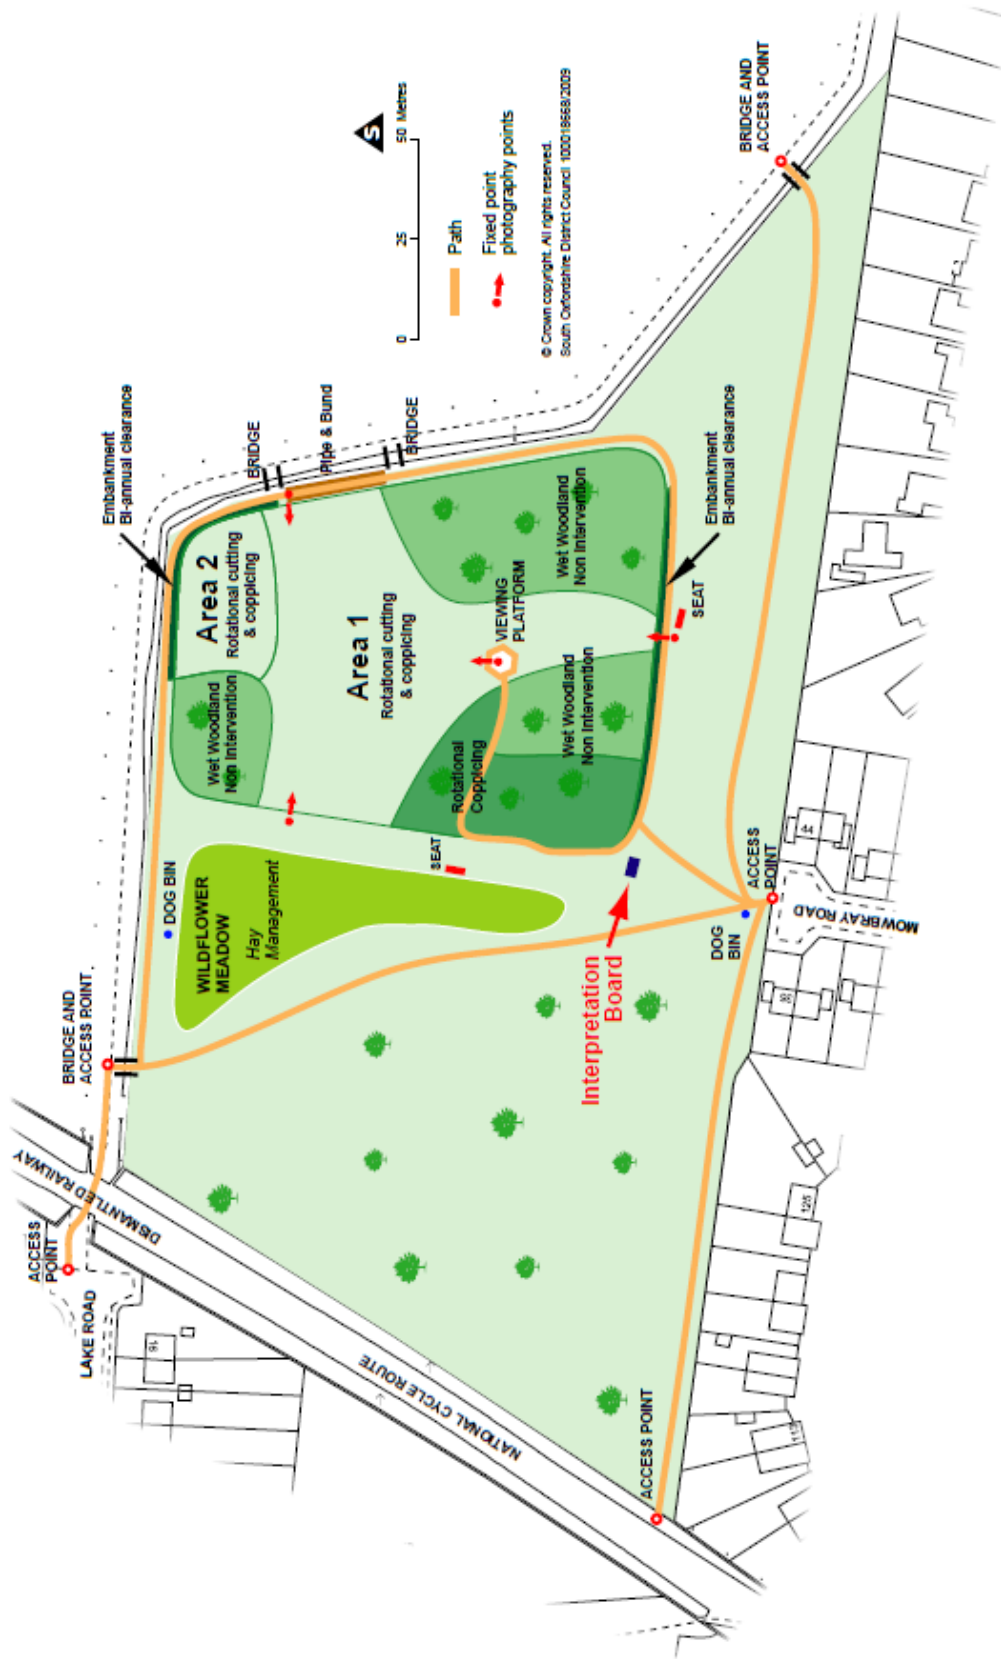 Embankment
Bi-annual clearance
BRIDGE
Pipe & Bund
BRIDGE
S
0
25
50 Metres
Path
Fixed point
photography points
© Crown copyright. All rights reserved.
South Oxfordshire District Council 100018668/2009
BRIDGE AND
ACCESS POINT
Area 2
Rotational cutting
& coppicing
Wet Woodland
Non Intervention
Area 1
Rotational cutting
& coppicing
Wet Woodland
Non Intervention
VIEWING
PLATFORM
Rotational
Coppicing
Wet Woodland
Non Intervention
Embankment
Bi-annual clearance
SEAT
SEAT
DOG BIN
WILDFLOWER
MEADOW
Hay
Management
BRIDGE AND
ACCESS POINT
Interpretation
Board
DOG
BIN
ACCESS
POINT
MOWBRAY ROAD
44
ACCESS
POINT
LAKE ROAD
16
DISMANTLED RAILWAY
NATIONAL CYCLE ROUTE
ACCESS POINT
125